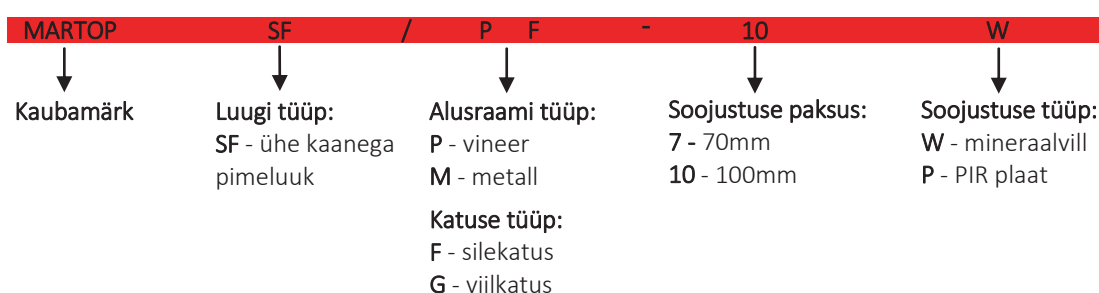 MARTOP SF / P F - 10 W
Kaubamärk
Luugi tüüp:
SF - ühe kaanega
pimeluuk
Alusraami tüüp:
P - vineer
M - metall
Katuse tüüp:
F - silekatus
G - viilkatus
Soojustuse paksus:
7 - 70mm
10 - 100mm
Soojustuse tüüp:
W - mineraalvill
P - PIR plaat